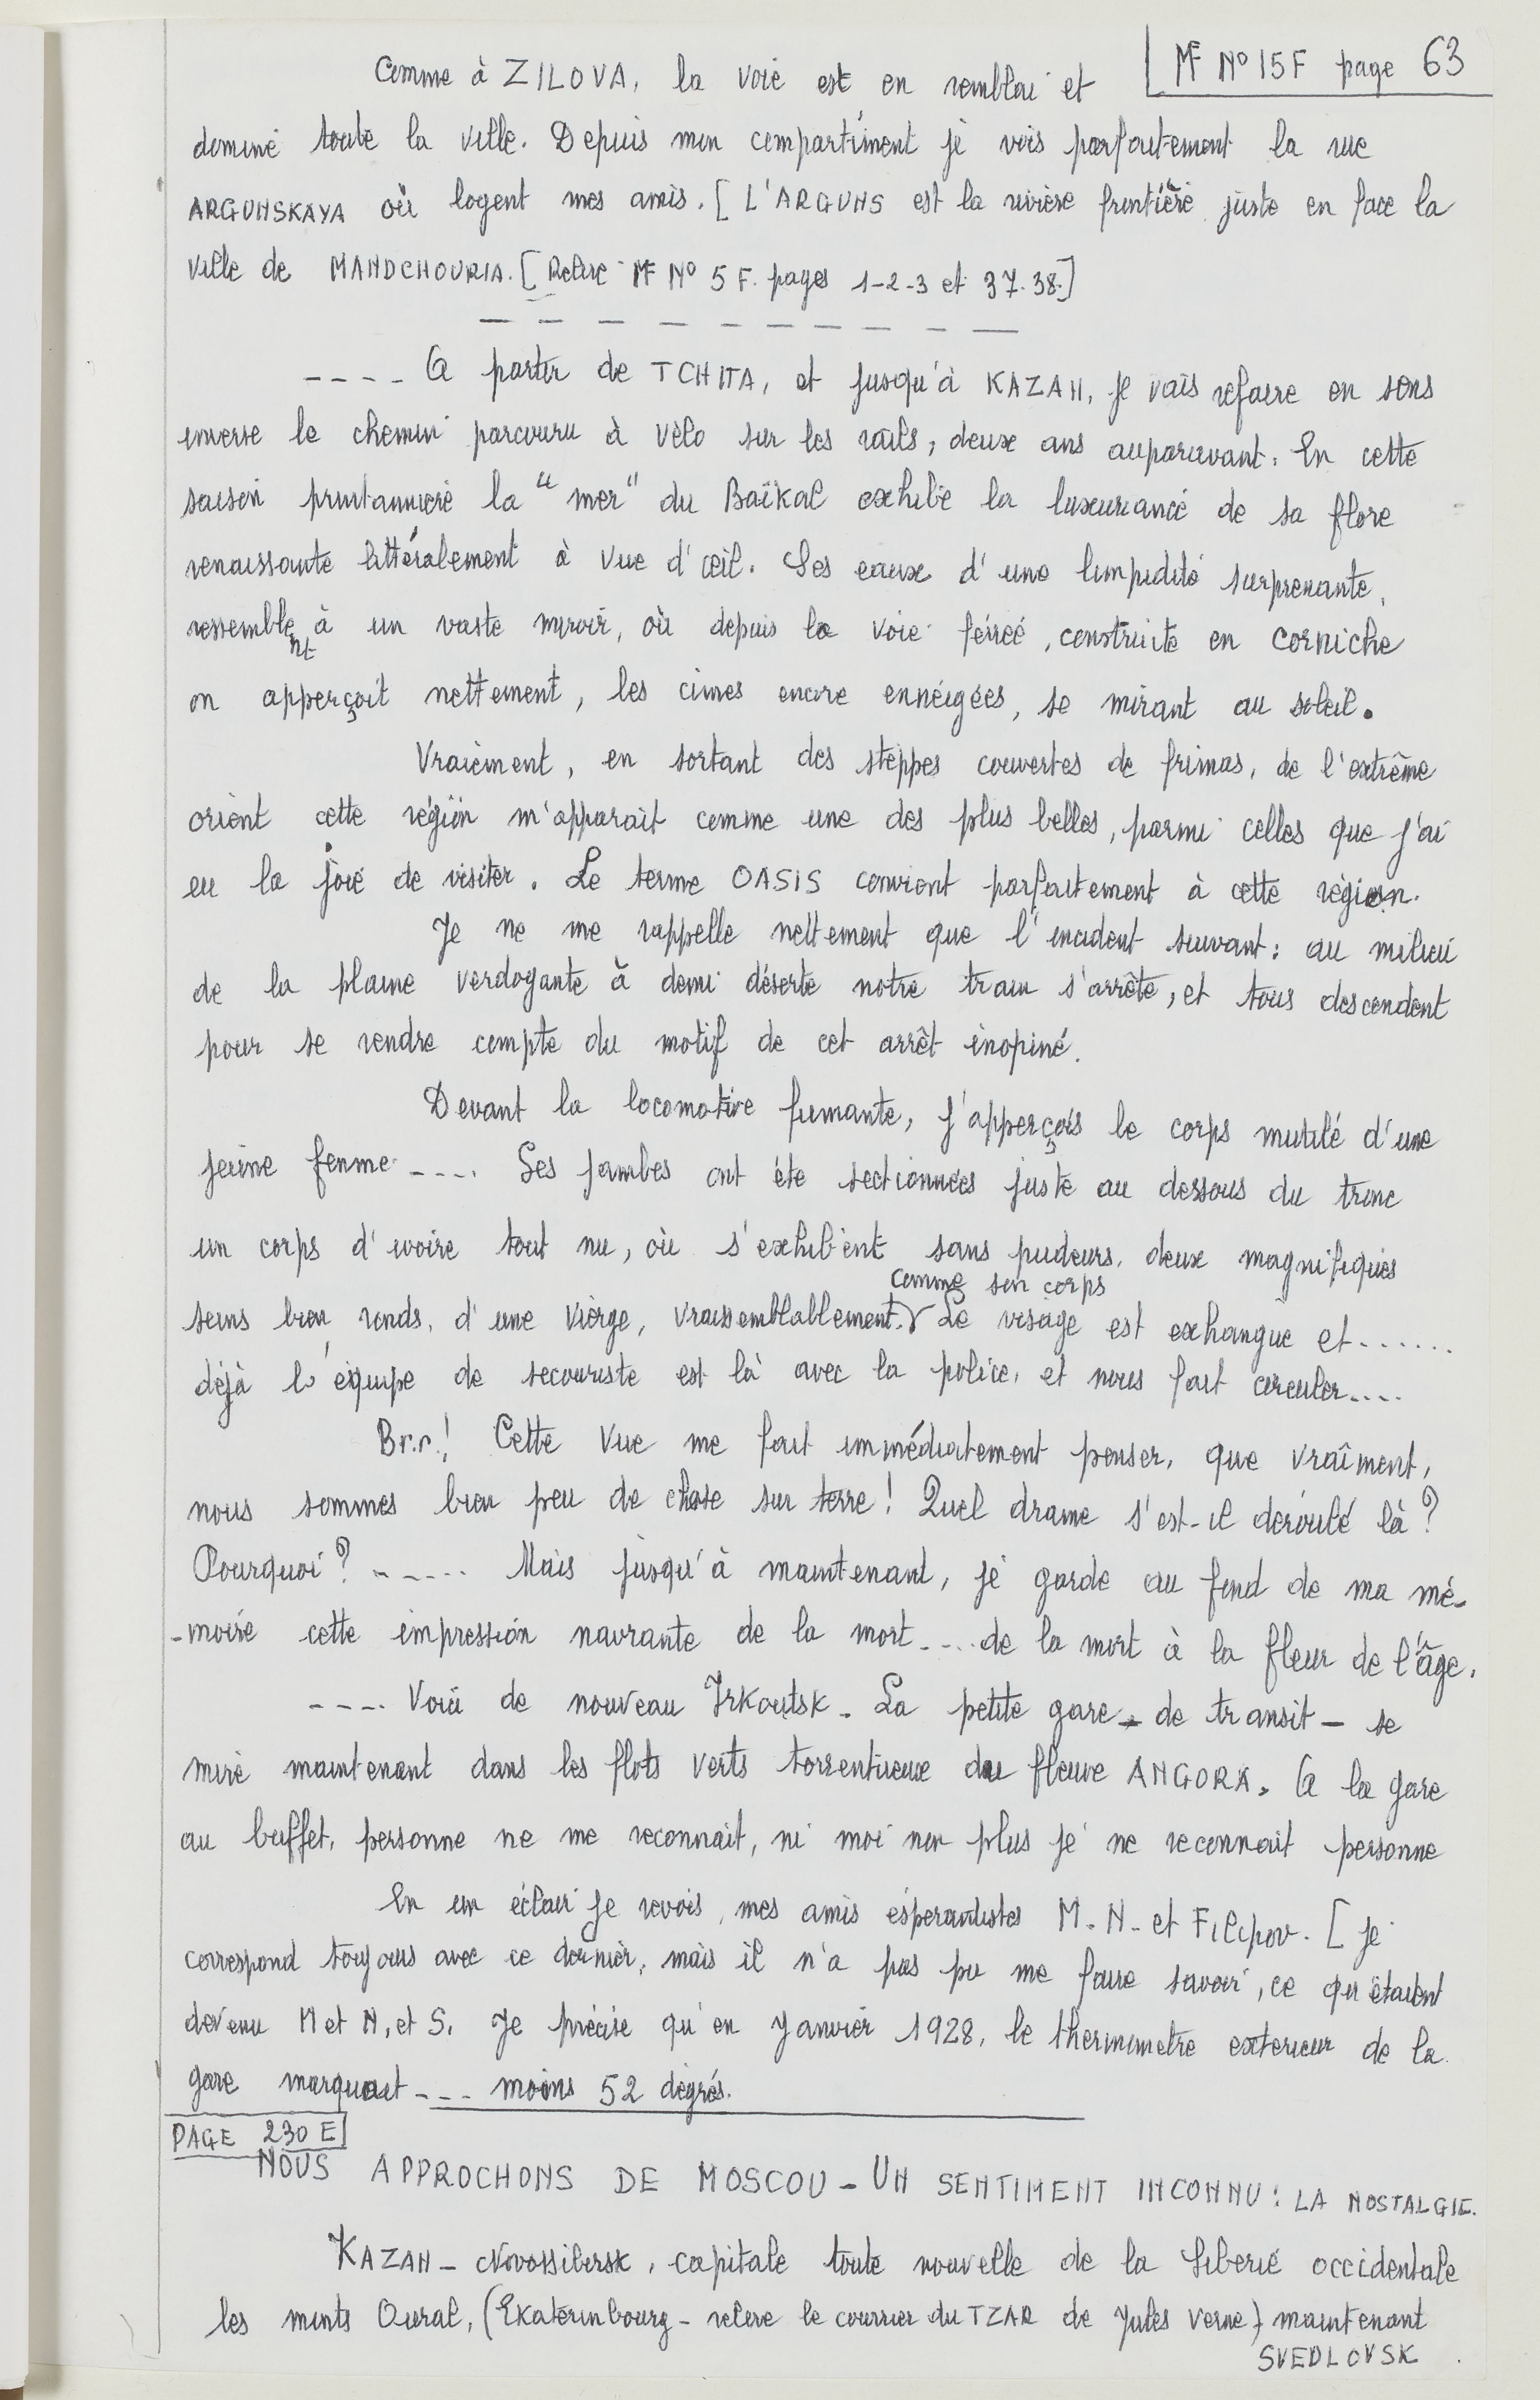 MF N° 15F page 63
Comme à ZILOVA, la voie est en remblai et
domine toute la ville. Depuis mon compartiment je vois parfaitement la rue
ARGUNSKAYA où logent mes amis. [ L'ARGUNS est la rivière frontière juste en face la
ville de MANDCHOURIA. [ Relire MF N° 5 F. pages 1-2-3 et 37.38.]
---- A partir de TCHITA, et jusqu'à KAZAN, je vais refaire en sens
inverse le chemin parcouru à vélo sur les rails, deux ans auparavant. En cette
saison printannière la "mer" du Baïkal exhibe la luxuriance de sa flore
renaissante littéralement à vue d'œil. Ses eaux d'une limpidité surprenante,
ressemblent à un vaste miroir, où depuis la voie ferrée, construite en corniche
on apperçoit nettement, les cimes encore enneigées, se mirant au soleil.
Vraiment, en sortant des steppes couvertes de frimas, de l'extrême
orient cette région m'apparait comme une des plus belles, parmi celles que j'ai
eu la joie de visiter. Le terme OASIS convient parfaitement à cette région.
Je ne me rappelle nettement que l'incident suivant: au milieu
de la plaine verdoyante à demi déserte notre train s'arrête, et tous descendent
pour se rendre compte du motif de cet arrêt inopiné.
Devant la locomotive fumante, j'apperçois le corps mutilé d'une
jeune femme ---- Ses jambes ont été sectionnées juste au dessous du tronc
un corps d'ivoire tout nu, où s'exhibent sans pudeurs, deux magnifiques
comme son corps
seins bien ronds, d'une vierge, vraisemblablement. Le visage est exhangue et......
déjà l'équipe de secouriste est là avec la police, et nous fait circuler....
Br.r.! Cette vue me fait immédiatement penser, que vraîment,
nous sommes bien peu de chose sur terre! Quel drame s'est-il déroulé là?
Pourquoi? ------ Mais jusqu'à maintenant, je garde au fond de ma mé-
-moire cette impression navrante de la mort .... de la mort à la fleur de l'âge.
---- Voici de nouveau Irkoutsk. La petite gare - de transit - se
mire maintenant dans les flots verts torrentueux du fleuve ANGORA. A la gare
au buffet, personne ne me reconnait, ni moi non plus je ne reconnait personne
En un éclair je revois, mes amis espérantistes M. N. et Filipov. [ je
correspond toujours avec ce dernier, mais il n'a pas pu me faire savoir, ce qu'étaient
devenu M et N, et S. Je précise qu'en Janvier 1928, le thermometre exterieur de la
gare marquait --- moins 52 degrés.
PAGE 230 E
NOUS APPROCHONS DE MOSCOU - UN SENTIMENT INCONNU: LA NOSTALGIE.
KAZAN - Novossibersk, capitale toute nouvelle de la Siberie occidentale
les monts Oural, (Ekaterinbourg - relire le courrier du TZAR de Jules Verne) maintenant
SVEDLOVSK